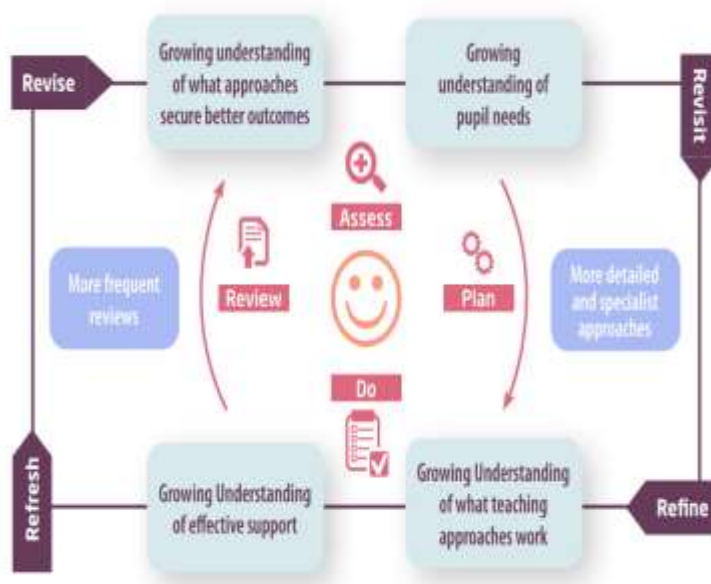 Revise
Growing understanding
of what approaches
secure better outcomes
Growing
understanding of
pupil needs
Revisit
Assess
More frequent
reviews
Review
Plan
More detailed
and specialist
approaches
Do
Refresh
Growing Understanding
of effective support
Growing Understanding
of what teaching
approaches work
Refine